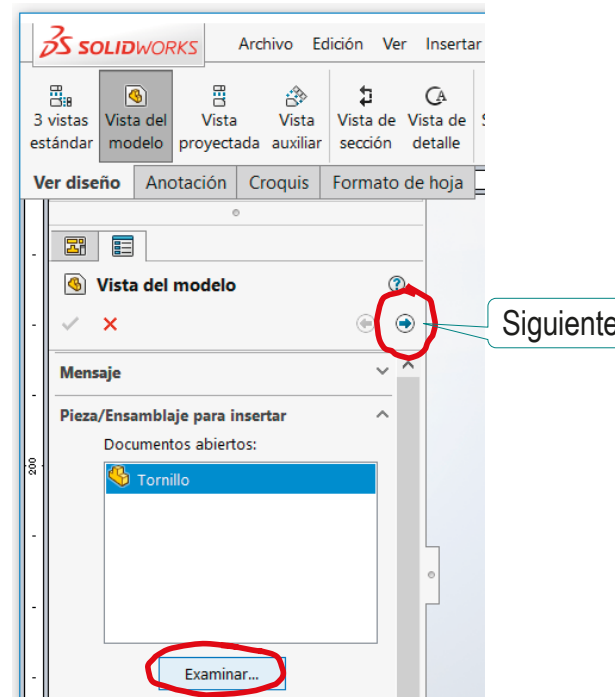 SOLIDWORKS Archivo Edición Ver Insertar
3 vistas estándar
Vista del modelo
Vista proyectada
Vista auxiliar
Vista de sección
Vista de detalle
Ver diseño Anotación Croquis Formato de hoja
Vista del modelo
Siguiente
Mensaje
Pieza/Ensamblaje para insertar
Documentos abiertos:
200
Tornillo
Examinar...